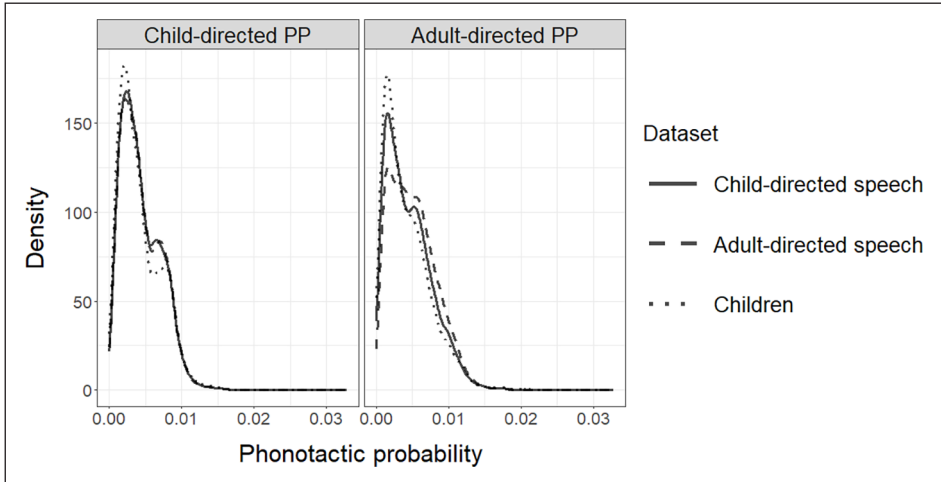 Child-directed PP
Adult-directed PP
150
100
50
0
Density
0.00 0.01 0.02 0.03
0.00 0.01 0.02 0.03
Phonotactic probability
Dataset
Child-directed speech
Adult-directed speech
Children